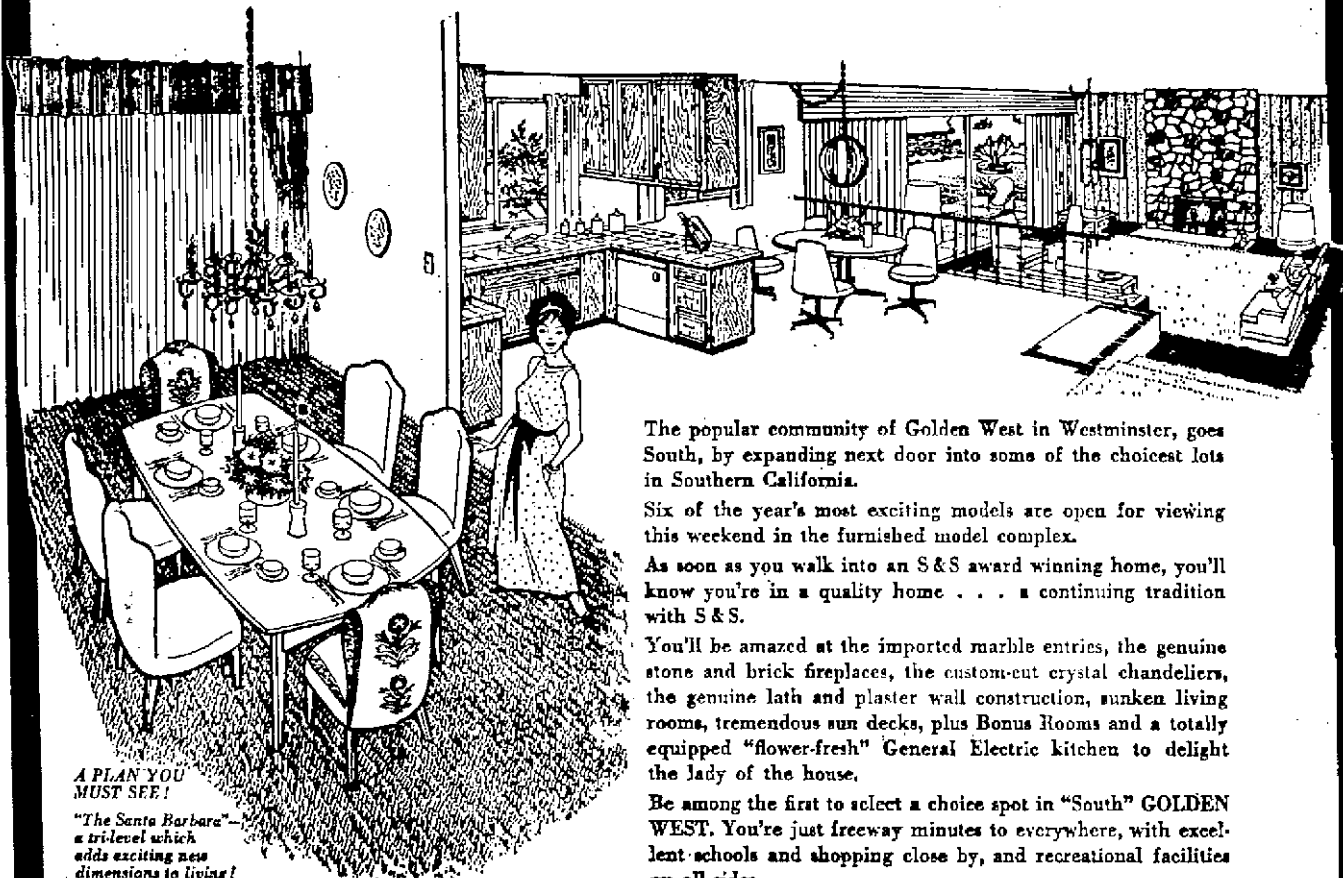 The popular community of Golden West in Westminster, goes
South, by expanding next door into some of the choicest lots
in Southern California.
Six of the year's most exciting models are open for viewing
this weekend in the furnished model complex.
As soon as you walk into an S & S award winning home, you'll
know you're in a quality home . . . a continuing tradition
with S & S.
You'll be amazed at the imported marble entries, the genuine
stone and brick fireplaces, the custom-cut crystal chandeliers,
the genuine lath and plaster wall construction, sunken living
rooms, tremendous sun decks, plus Bonus Rooms and a totally
equipped "flower-fresh" General Electric kitchen to delight
the lady of the house.
Be among the first to select a choice spot in "South" GOLDEN
WEST. You're just freeway minutes to everywhere, with excel-
lent schools and shopping close by, and recreational facilities
on all sides.
A PLAN YOU
MUST SEE!
"The Santa Barbara"—
a tri-level which
adds exciting new
dimensions to living!